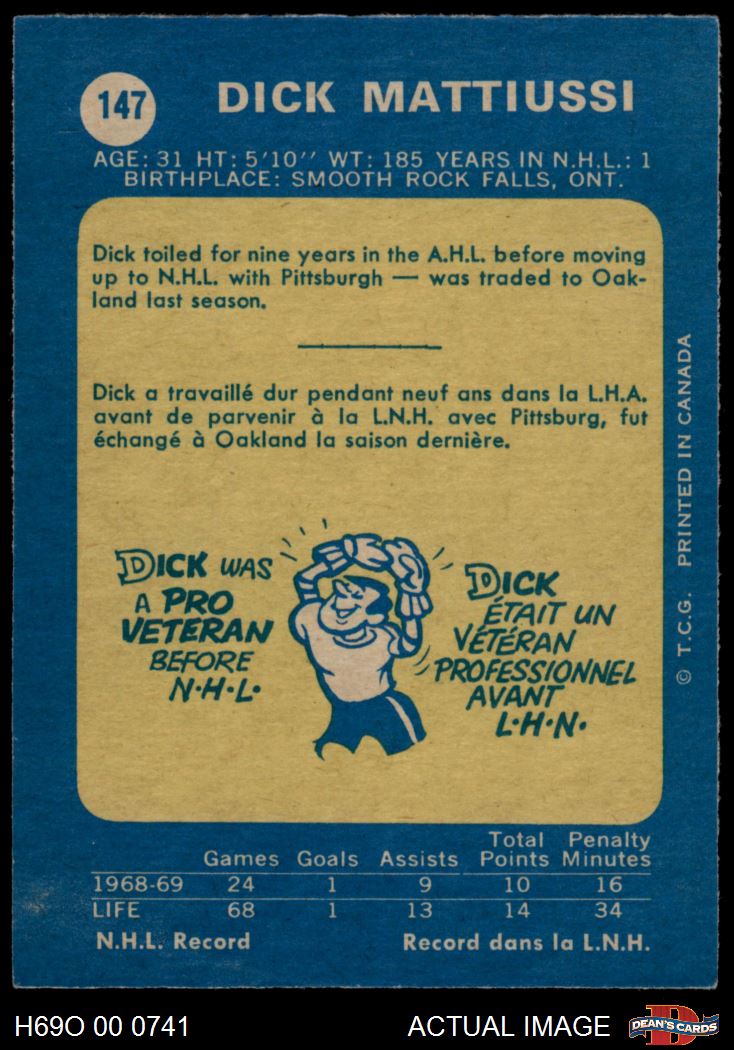 147
DICK MATTIUSSI
AGE: 31 HT: 5'10'' WT: 185 YEARS IN N.H.L.: 1
BIRTHPLACE: SMOOTH ROCK FALLS, ONT.
Dick toiled for nine years in the A.H.L. before moving
up to N.H.L. with Pittsburgh — was traded to Oak-
land last season.
Dick a travaillé dur pendant neuf ans dans la L.H.A.
avant de parvenir à la L.N.H. avec Pittsburg, fut
échangé à Oakland la saison dernière.
DICK WAS
A PRO
VETERAN
BEFORE
N·H·L·
DICK
ÉTAIT UN
VÉTÉRAN
PROFESSIONNEL
AVANT
L·H·N·
© T.C.G. PRINTED IN CANADA
Total Penalty
Games Goals Assists Points Minutes
1968-69 24 1 9 10 16
LIFE 68 1 13 14 34
N.H.L. Record Record dans la L.N.H.
H69O 00 0741 ACTUAL IMAGE
D
DEAN'S CARDS